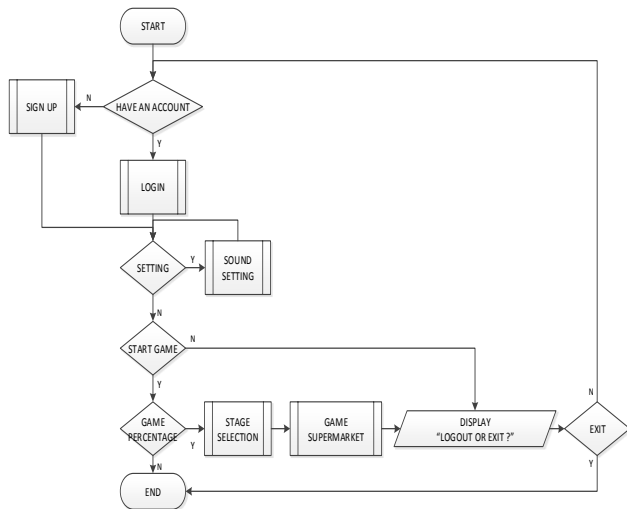 START
HAVE AN ACCOUNT
N
SIGN UP
Y
LOGIN
SETTING
Y
SOUND
SETTING
N
START GAME
N
Y
GAME
PERCENTAGE
Y
STAGE
SELECTION
GAME
SUPERMARKET
DISPLAY
“LOGOUT OR EXIT ?”
EXIT
N
Y
N
END